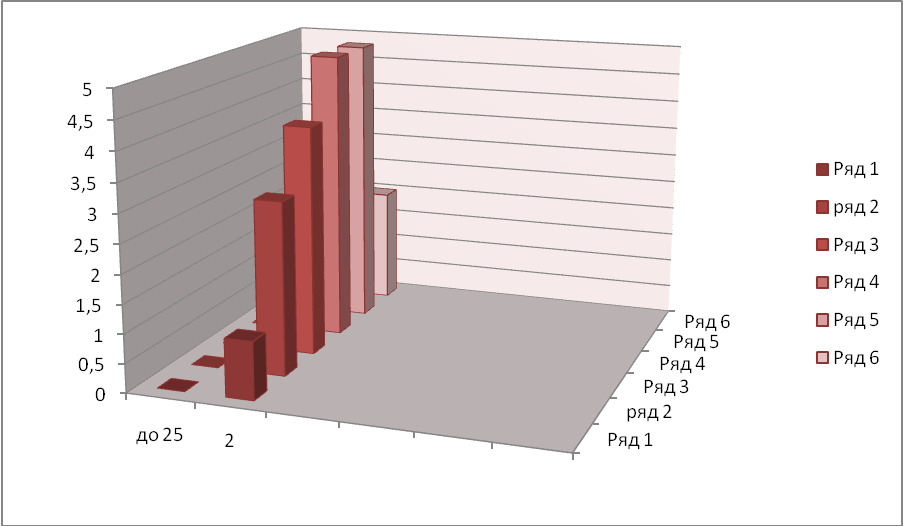 5
4,5
4
3,5
3
2,5
2
1,5
1
0,5
0
до 25
2
Ряд 6
Ряд 5
Ряд 4
Ряд 3
ряд 2
Ряд 1
Ряд 1
ряд 2
Ряд 3
Ряд 4
Ряд 5
Ряд 6